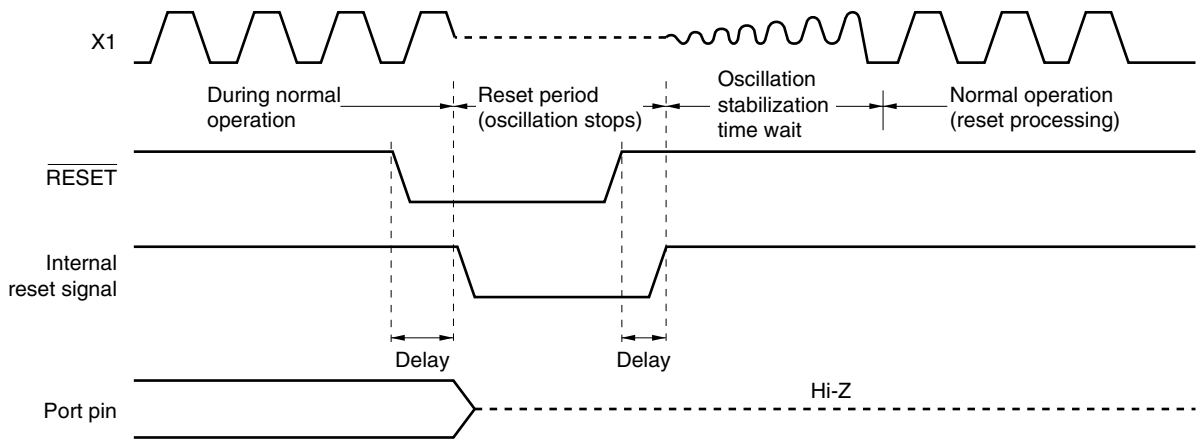 X1
During normal
operation
Reset period
(oscillation stops)
Oscillation
stabilization
time wait
Normal operation
(reset processing)
RESET
Internal
reset signal
Delay
Delay
Port pin
Hi-Z